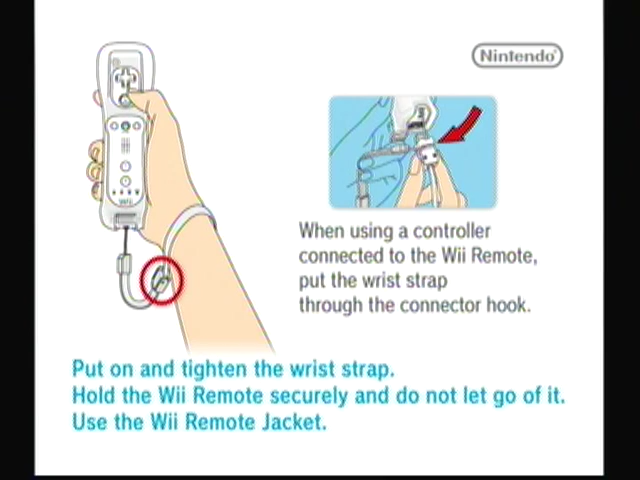 Nintendo
When using a controller
connected to the Wii Remote,
put the wrist strap
through the connector hook.
Put on and tighten the wrist strap.
Hold the Wii Remote securely and do not let go of it.
Use the Wii Remote Jacket.